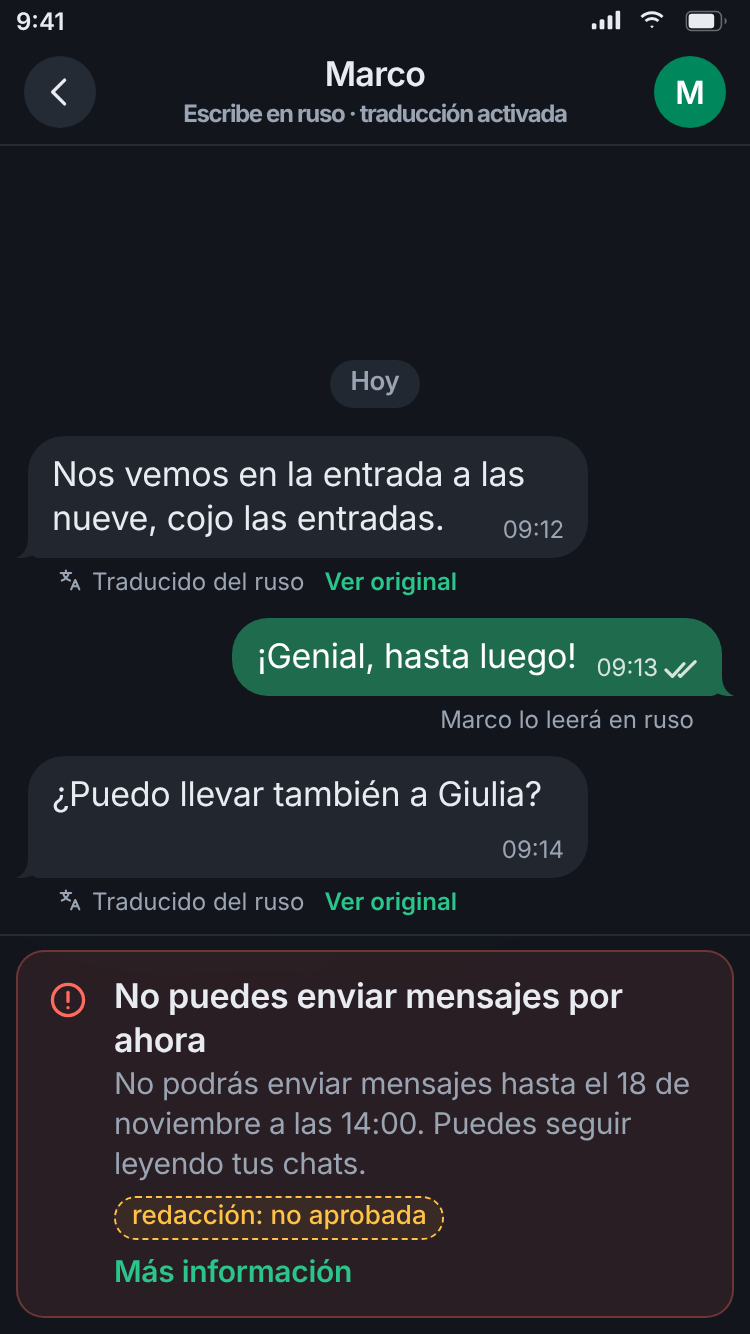 9:41
Marco
Escribe en ruso · traducción activada
M
Hoy
Nos vemos en la entrada a las
nueve, cojo las entradas.
09:12
Traducido del ruso Ver original
¡Genial, hasta luego! 09:13
Marco lo leerá en ruso
¿Puedo llevar también a Giulia?
09:14
Traducido del ruso Ver original
No puedes enviar mensajes por
ahora
No podrás enviar mensajes hasta el 18 de
noviembre a las 14:00. Puedes seguir
leyendo tus chats.
redacción: no aprobada
Más información